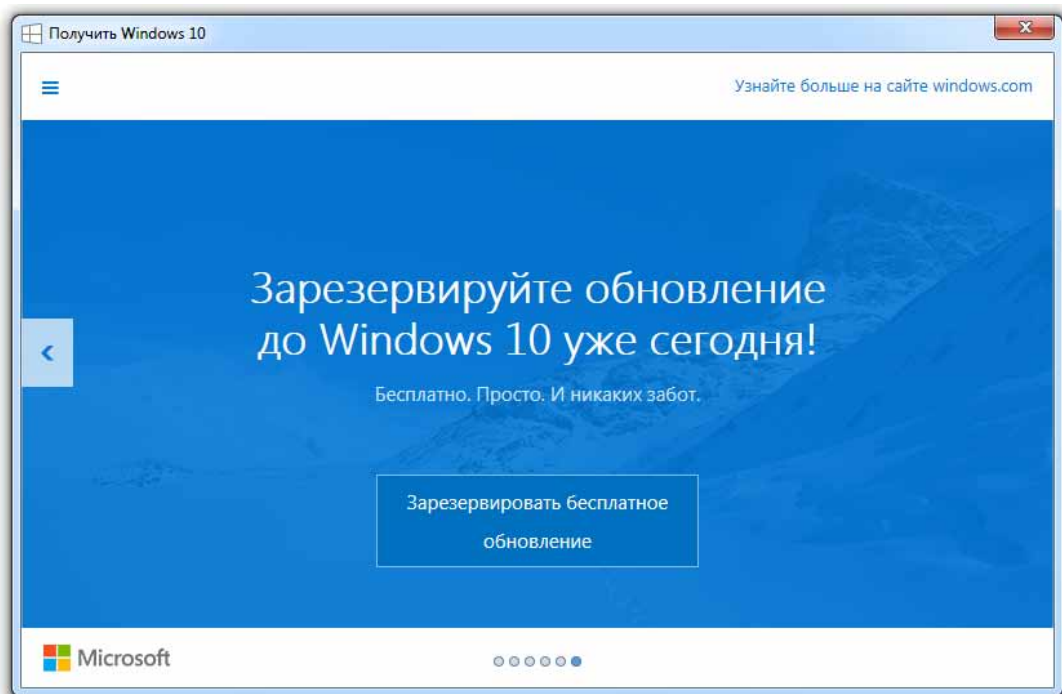 Получить Windows 10
Узнайте больше на сайте windows.com
Зарезервируйте обновление
до Windows 10 уже сегодня!
Бесплатно. Просто. И никаких забот.
Зарезервировать бесплатное
обновление
Microsoft